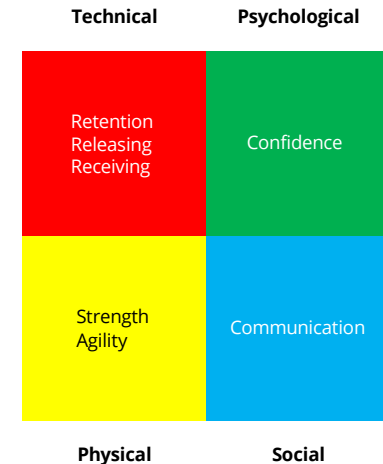 Technical
Psychological
Retention
Releasing
Receiving
Confidence
Strength
Agility
Communication
Physical
Social